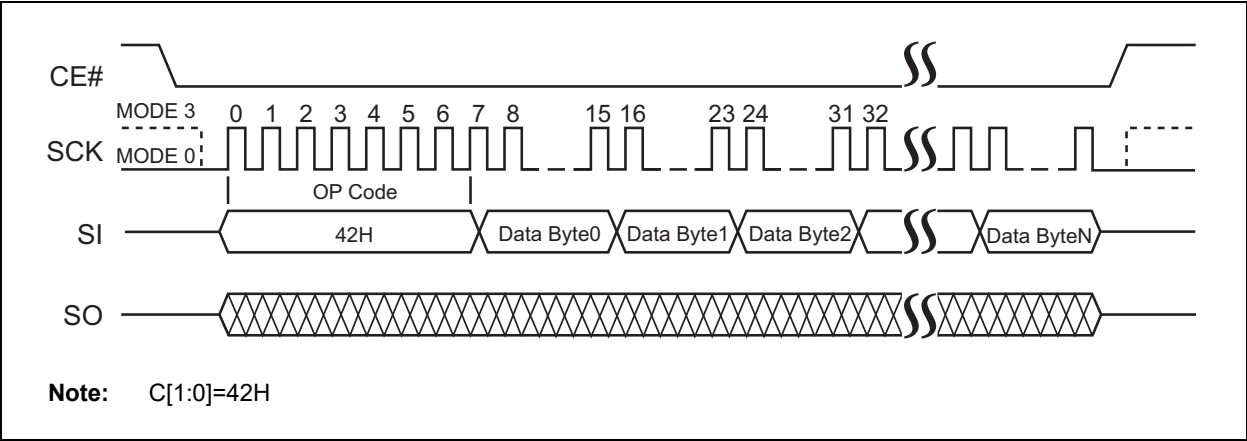 CE#
MODE 3 0 1 2 3 4 5 6 7 8 15 16 23 24 31 32
SCK MODE 0
OP Code
SI 42H Data Byte0 Data Byte1 Data Byte2 Data ByteN
SO
Note: C[1:0]=42H